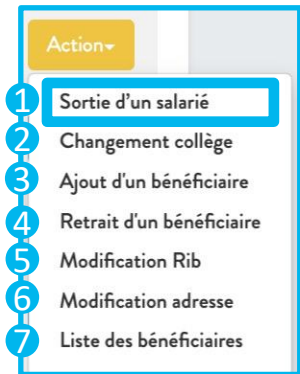 Action
1 Sortie d'un salarié
2 Changement collège
3 Ajout d'un bénéficiaire
4 Retrait d'un bénéficiaire
5 Modification Rib
6 Modification adresse
7 Liste des bénéficiaires